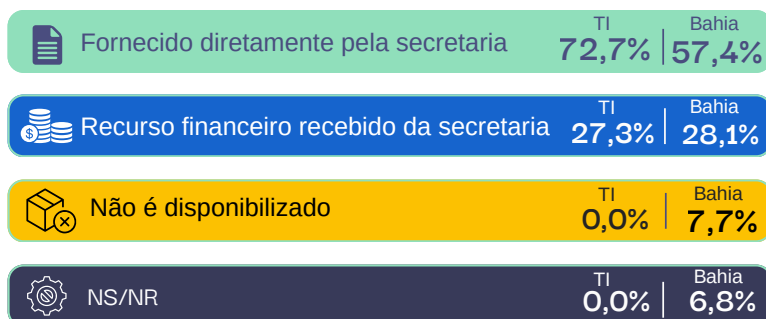 TI Bahia
Fornecido diretamente pela secretaria 72,7% 57,4%
TI Bahia
$ Recurso financeiro recebido da secretaria 27,3% 28,1%
TI Bahia
Não é disponibilizado 0,0% 7,7%
TI Bahia
NS/NR 0,0% 6,8%